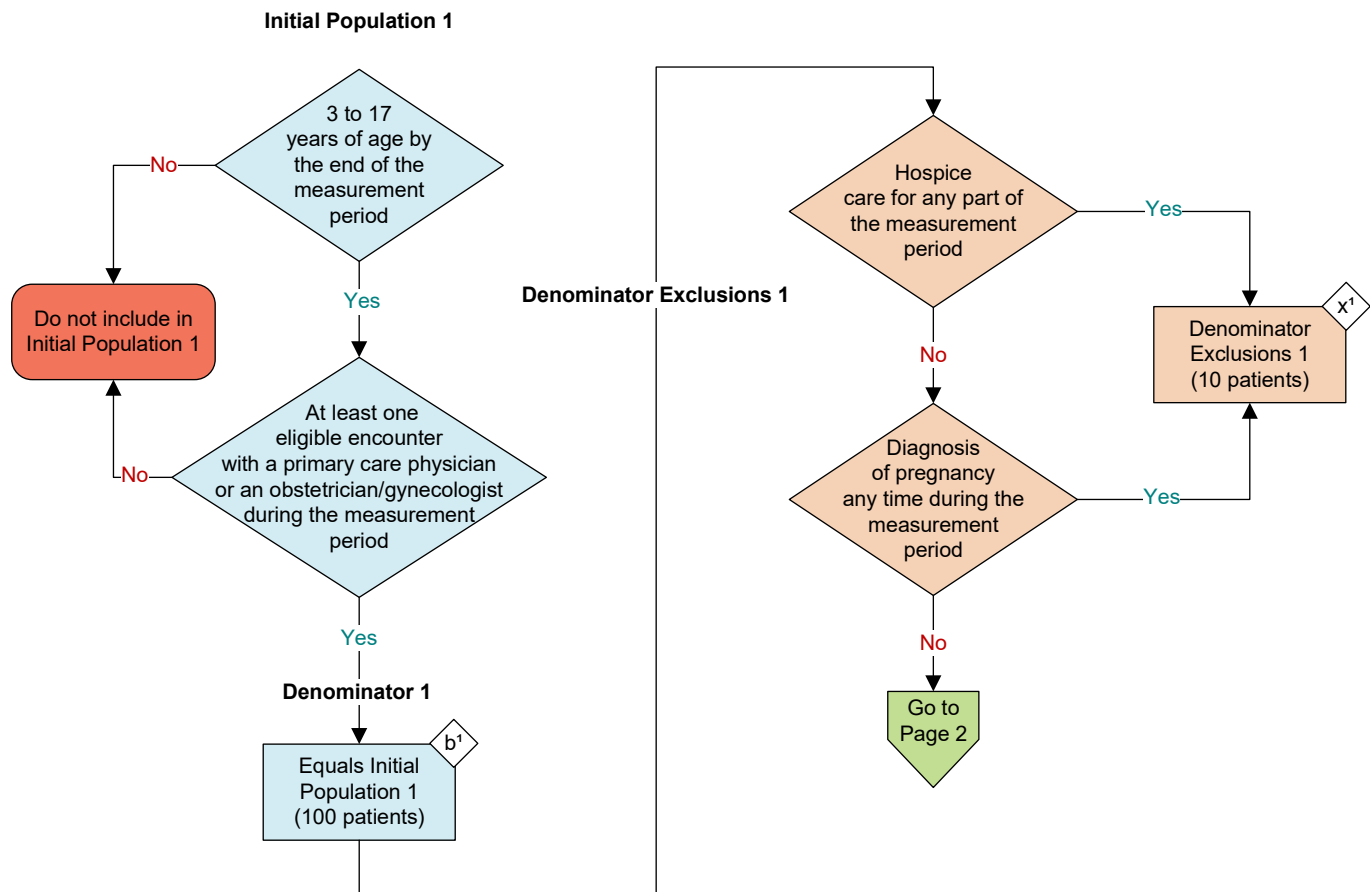 Initial Population 1
3 to 17
years of age by
the end of the
measurement
period
No
Yes
Do not include in
Initial Population 1
At least one
eligible encounter
with a primary care physician
or an obstetrician/gynecologist
during the measurement
period
No
Yes
Denominator 1
b¹
Equals Initial
Population 1
(100 patients)
Denominator Exclusions 1
Hospice
care for any part of
the measurement
period
Yes
No
x¹
Denominator
Exclusions 1
(10 patients)
Diagnosis
of pregnancy
any time during the
measurement
period
Yes
No
Go to
Page 2